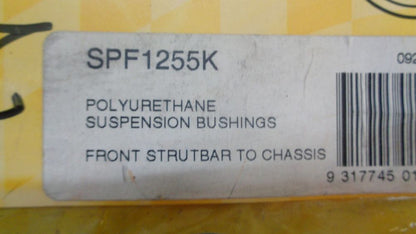 SPF1255K
092
POLYURETHANE
SUSPENSION BUSHINGS
FRONT STRUTBAR TO CHASSIS
9 317745 01